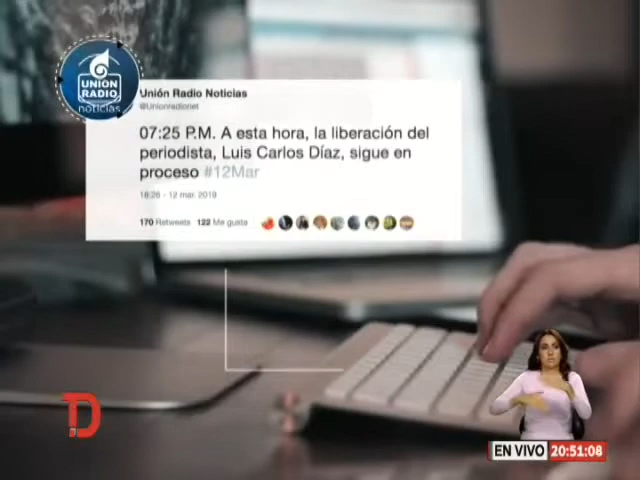 UNION
RADIO
noticias
Unión Radio Noticias
@Unionradionet
07:25 P.M. A esta hora, la liberación del
periodista, Luis Carlos Díaz, sigue en
proceso #12Mar
18:26 - 12 mar. 2019
170 Retweets 122 Me gusta
D
EN VIVO 20:51:08